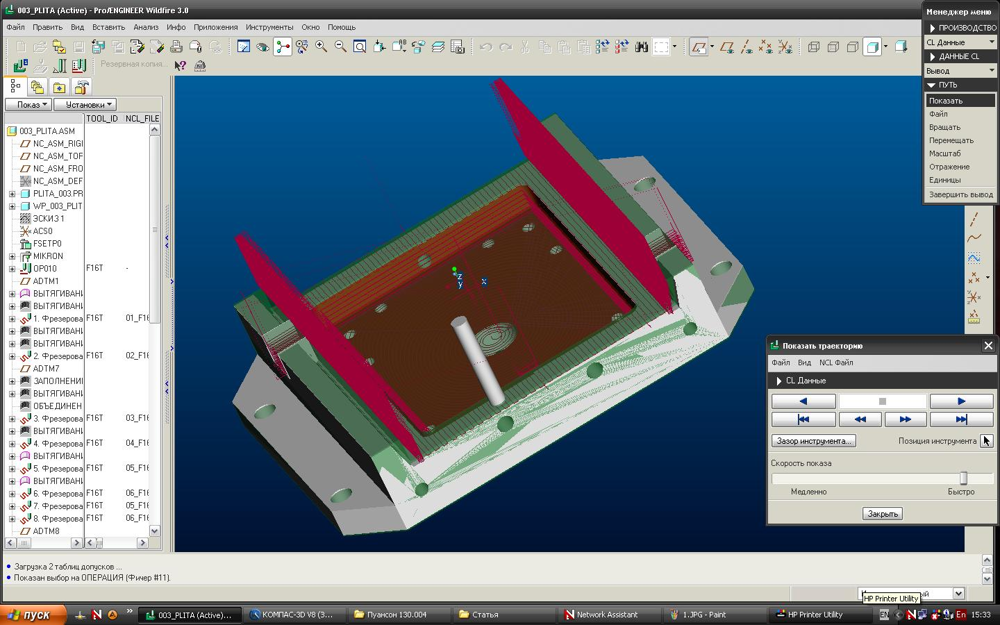 003_PLITA (Active) - Pro/ENGINEER Wildfire 3.0
Файл Править Вид Вставить Анализ Инфо Приложения Инструменты Окно Помощь
Резервная копия...
Показ Установки
TOOL_ID NCL_FILE
003_PLITA.ASM
NC_ASM_RIGI
NC_ASM_TOF
NC_ASM_FRO
NC_ASM_DEF
PLITA_003.PR
WP_003_PLIT
ЭСКИЗ 1
ACS0
FSETP0
MIKRON
OP010 F16T -
ADTM1
ВЫТЯГИВАНИ
ВЫТЯГИВАНИ
1. Фрезерова F16T 01_F16
ВЫТЯГИВАНИ
ВЫТЯГИВАНИ
2. Фрезерова F16T 02_F16
ADTM7
ЗАПОЛНЕНИЕ
ВЫТЯГИВАНИ
ОБЪЕДИНЕН
3. Фрезерова F16T 03_F16
ВЫТЯГИВАНИ
4. Фрезерова F16T 04_F16
ВЫТЯГИВАНИ
5. Фрезерова F16T 05_F16
ВЫТЯГИВАНИ
6. Фрезерова F16T 06_F16
7. Фрезерова F16T 05_F16
8. Фрезерова F16T 06_F16
ADTM8
z
y
x
Менеджер меню
ПРОИЗВОДСТВО
CL Данные
ДАННЫЕ CL
Вывод
ПУТЬ
Показать
Файл
Вращать
Перемещать
Масштаб
Отражение
Единицы
Завершить вывод
Показать траекторию
Файл Вид NCL Файл
CL Данные
Зазор инструмента... Позиция инструмента
Скорость показа
Медленно Быстро
Закрыть
Загрузка 2 таблиц допусков ...
Показан выбор на ОПЕРАЦИЯ (Фичер #11).
HP Printer Utility
пуск
003_PLITA (Active)...
КОМПАС-3D V8 (З...
Пуансон 130.004
Статья
Network Assistant
1.JPG - Paint
HP Printer Utility
EN
En
15:33